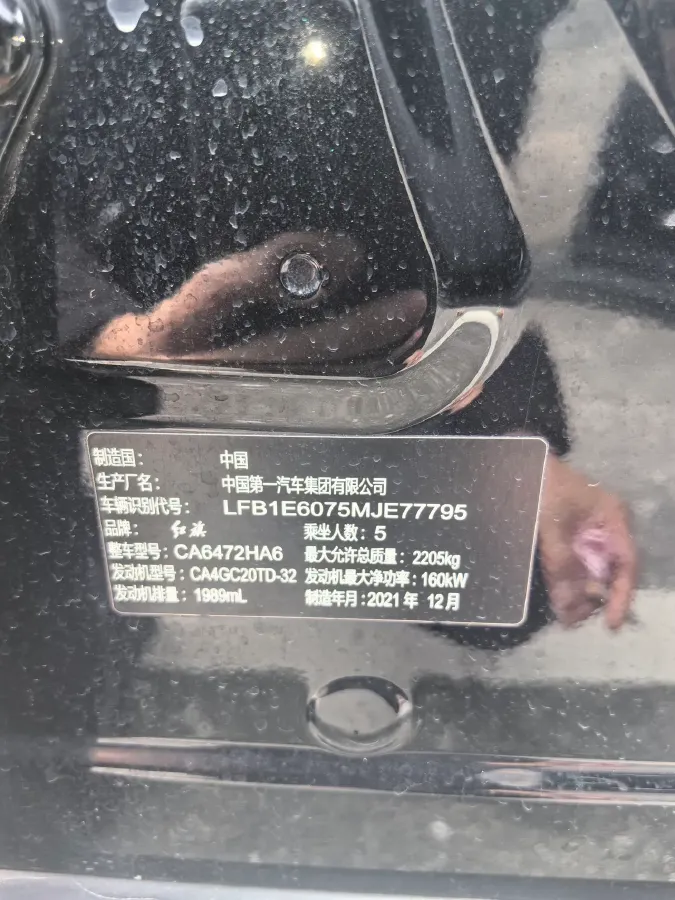 制造国： 中国
生产厂名： 中国第一汽车集团有限公司
车辆识别代号： LFB1E6075MJE77795
品牌： 红旗 乘坐人数：5
整车型号：CA6472HA6 最大允许总质量：2205kg
发动机型号：CA4GC20TD-32 发动机最大净功率：160kW
发动机排量：1989mL 制造年月：2021年 12月